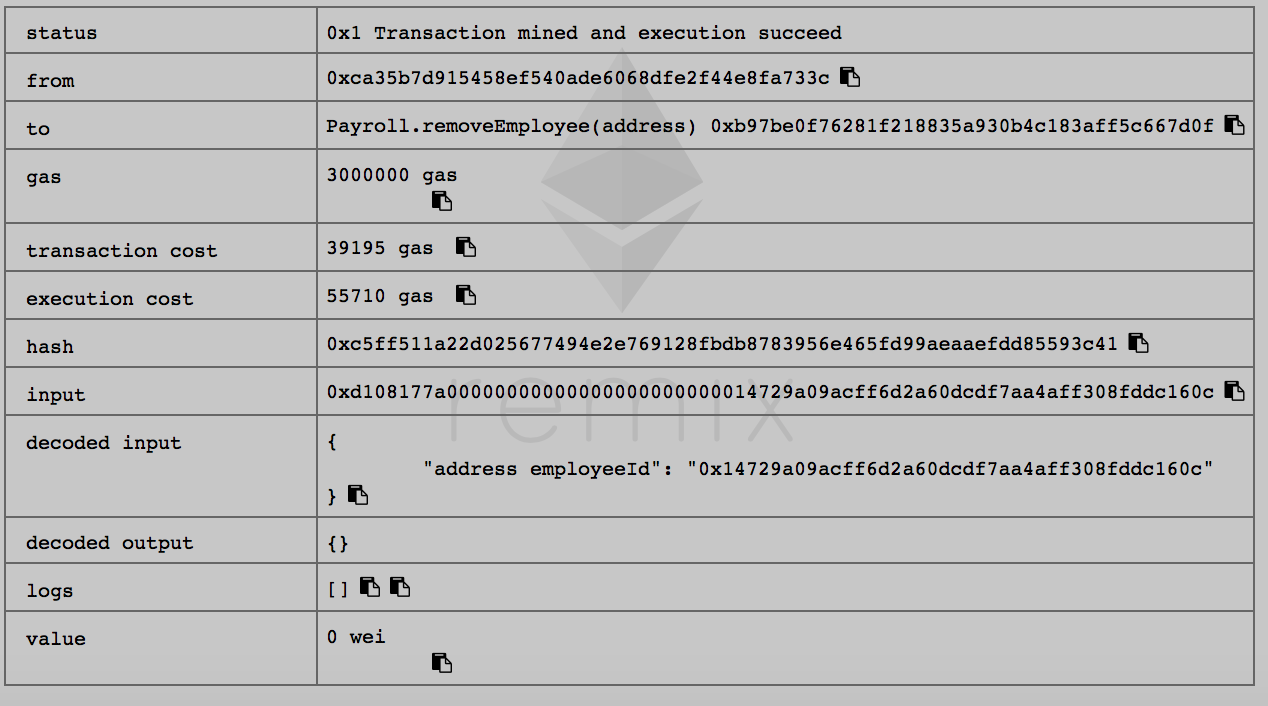 status 0x1 Transaction mined and execution succeed
from 0xca35b7d915458ef540ade6068dfe2f44e8fa733c
to Payroll.removeEmployee(address) 0xb97be0f76281f218835a930b4c183aff5c667d0f
gas 3000000 gas
transaction cost 39195 gas
execution cost 55710 gas
hash 0xc5ff511a22d025677494e2e769128fbdb8783956e465fd99aeaaefdd85593c41
input 0xd108177a00000000000000000000000014729a09acff6d2a60dcdf7aa4aff308fddc160c
decoded input {
"address employeeId": "0x14729a09acff6d2a60dcdf7aa4aff308fddc160c"
}
decoded output {}
logs []
value 0 wei
remix